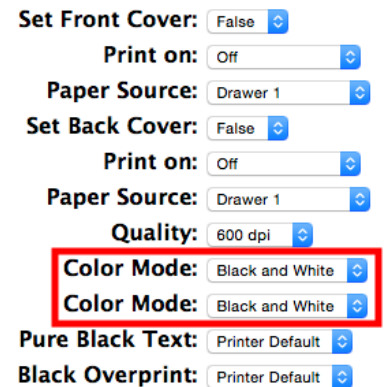 Set Front Cover: False
Print on: Off
Paper Source: Drawer 1
Set Back Cover: False
Print on: Off
Paper Source: Drawer 1
Quality: 600 dpi
Color Mode: Black and White
Color Mode: Black and White
Pure Black Text: Printer Default
Black Overprint: Printer Default